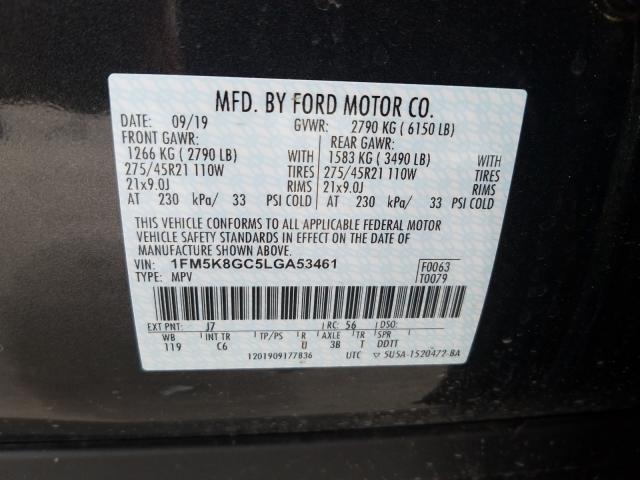 MFD. BY FORD MOTOR CO.
DATE: 09/19 GVWR: 2790 KG ( 6150 LB)
FRONT GAWR: REAR GAWR:
1266 KG ( 2790 LB) WITH 1583 KG ( 3490 LB) WITH
275/45R21 110W TIRES 275/45R21 110W TIRES
21x9.0J RIMS 21x9.0J RIMS
AT 230 kPa/ 33 PSI COLD AT 230 kPa/ 33 PSI COLD
THIS VEHICLE CONFORMS TO ALL APPLICABLE FEDERAL MOTOR
VEHICLE SAFETY STANDARDS IN EFFECT ON THE DATE OF
MANUFACTURE SHOWN ABOVE.
VIN: 1FM5K8GC5LGA53461 F0063
TYPE: MPV T0079
EXT PNT: J7 RC: 56 DSO:
WB INT TR TP/PS R AXLE TR SPR
119 C6 U 3B T DDTT
1201909177836 UTC 5U5A-1520472-BA